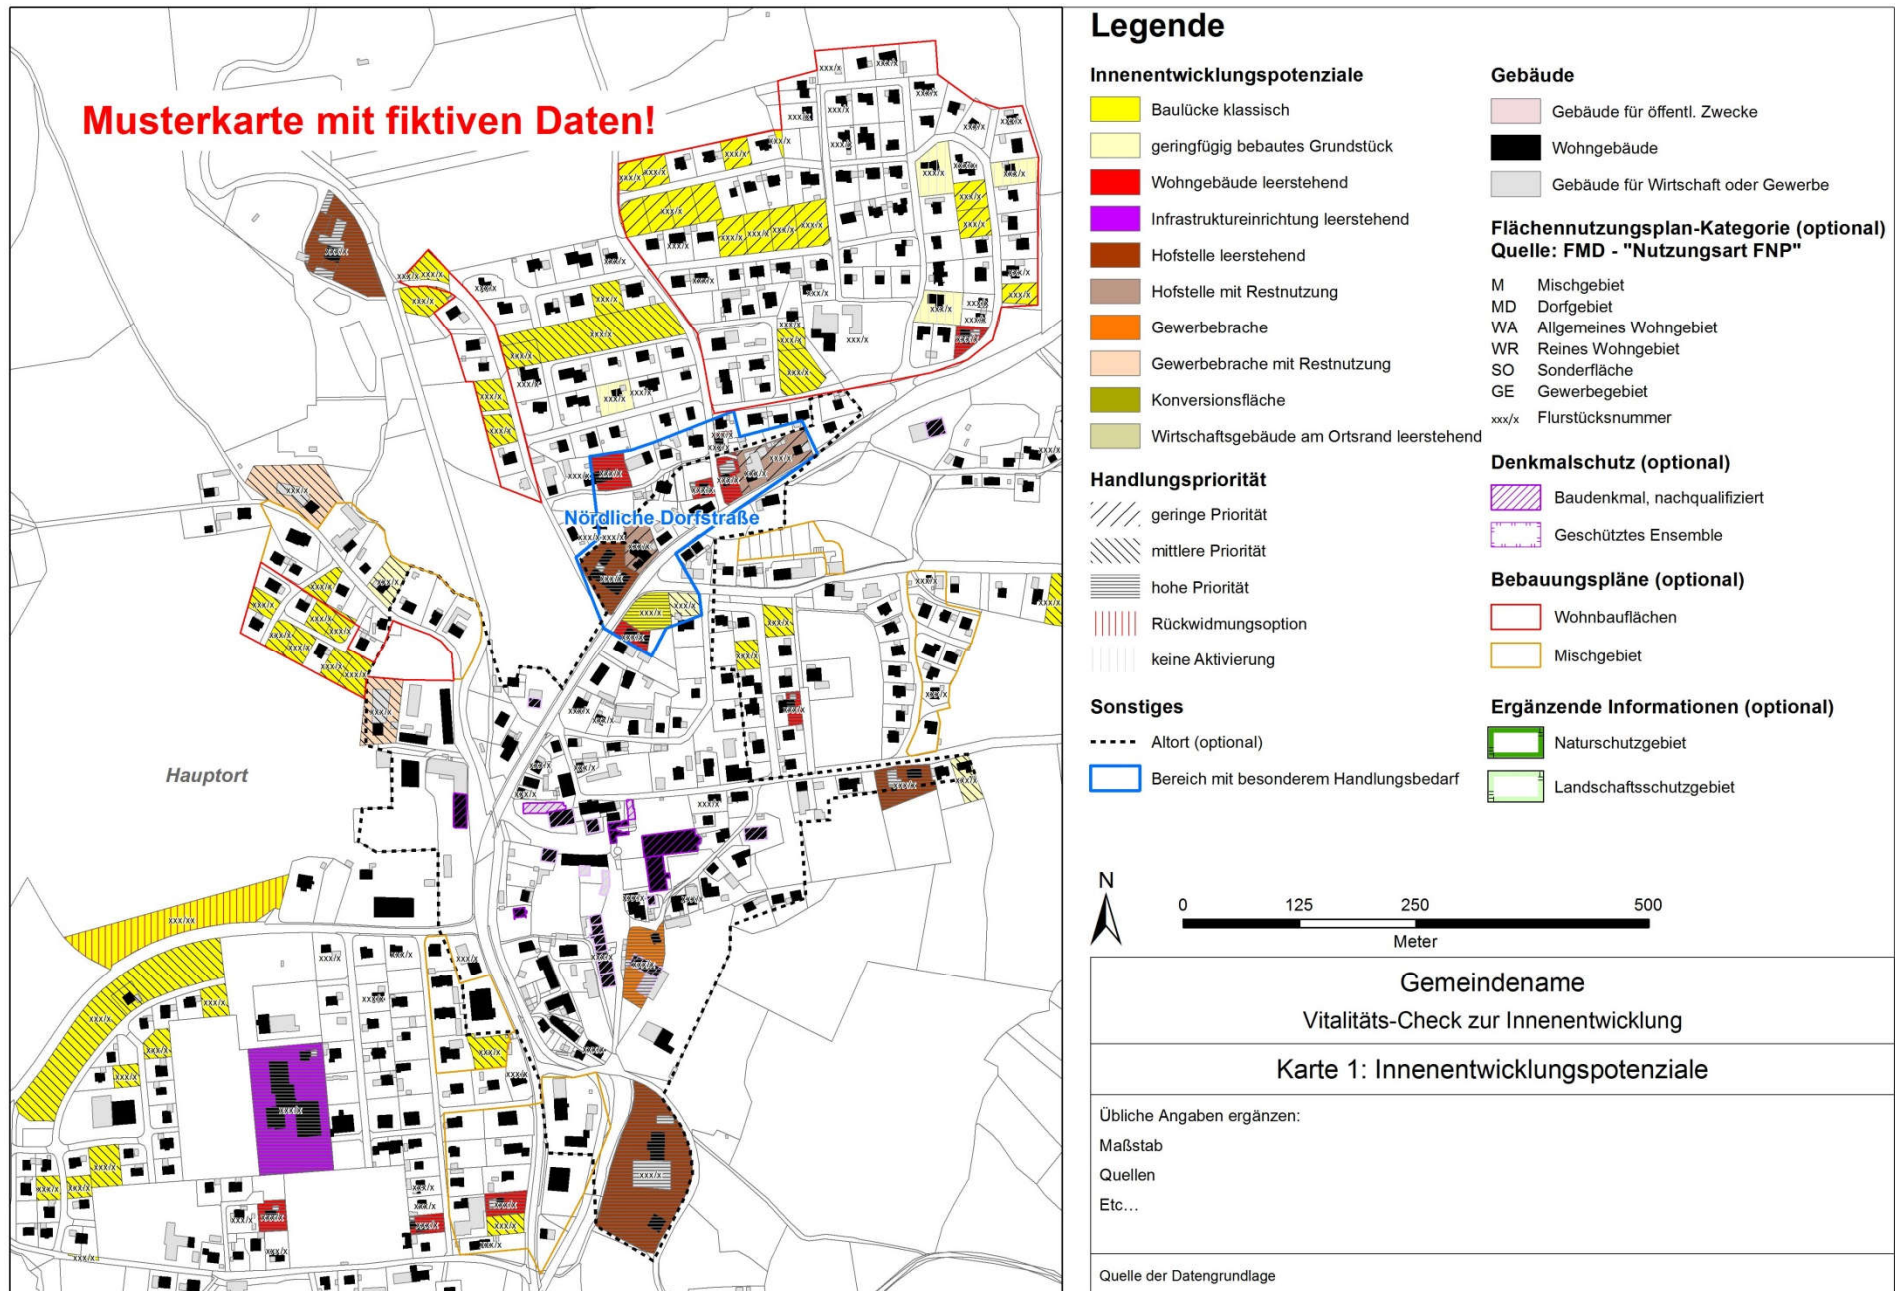 Musterkarte mit fiktiven Daten!
Nördliche Dorfstraße
Hauptort
Legende
Innenentwicklungspotenziale
Baulücke klassisch
geringfügig bebautes Grundstück
Wohngebäude leerstehend
Infrastruktureinrichtung leerstehend
Hofstelle leerstehend
Hofstelle mit Restnutzung
Gewerbebrache
Gewerbebrache mit Restnutzung
Konversionsfläche
Wirtschaftsgebäude am Ortsrand leerstehend
Handlungspriorität
geringe Priorität
mittlere Priorität
hohe Priorität
Rückwidmungsoption
keine Aktivierung
Sonstiges
Altort (optional)
Bereich mit besonderem Handlungsbedarf
Gebäude
Gebäude für öffentl. Zwecke
Wohngebäude
Gebäude für Wirtschaft oder Gewerbe
Flächennutzungsplan-Kategorie (optional)
Quelle: FMD - "Nutzungsart FNP"
M Mischgebiet
MD Dorfgebiet
WA Allgemeines Wohngebiet
WR Reines Wohngebiet
SO Sonderfläche
GE Gewerbegebiet
xxx/x Flurstücksnummer
Denkmalschutz (optional)
Baudenkmal, nachqualifiziert
Geschütztes Ensemble
Bebauungspläne (optional)
Wohnbauflächen
Mischgebiet
Ergänzende Informationen (optional)
Naturschutzgebiet
Landschaftsschutzgebiet
N
0 125 250 500
Meter
Gemeindename
Vitalitäts-Check zur Innenentwicklung
Karte 1: Innenentwicklungspotenziale
Übliche Angaben ergänzen:
Maßstab
Quellen
Etc...
Quelle der Datengrundlage